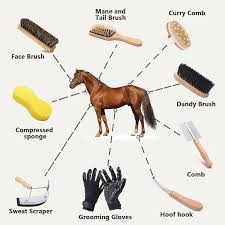 Mane and
Tail Brush
Curry Comb
Face Brush
Dandy Brush
Compressed
sponge
Comb
Sweat Scraper
Grooming Gloves
Hoof hook